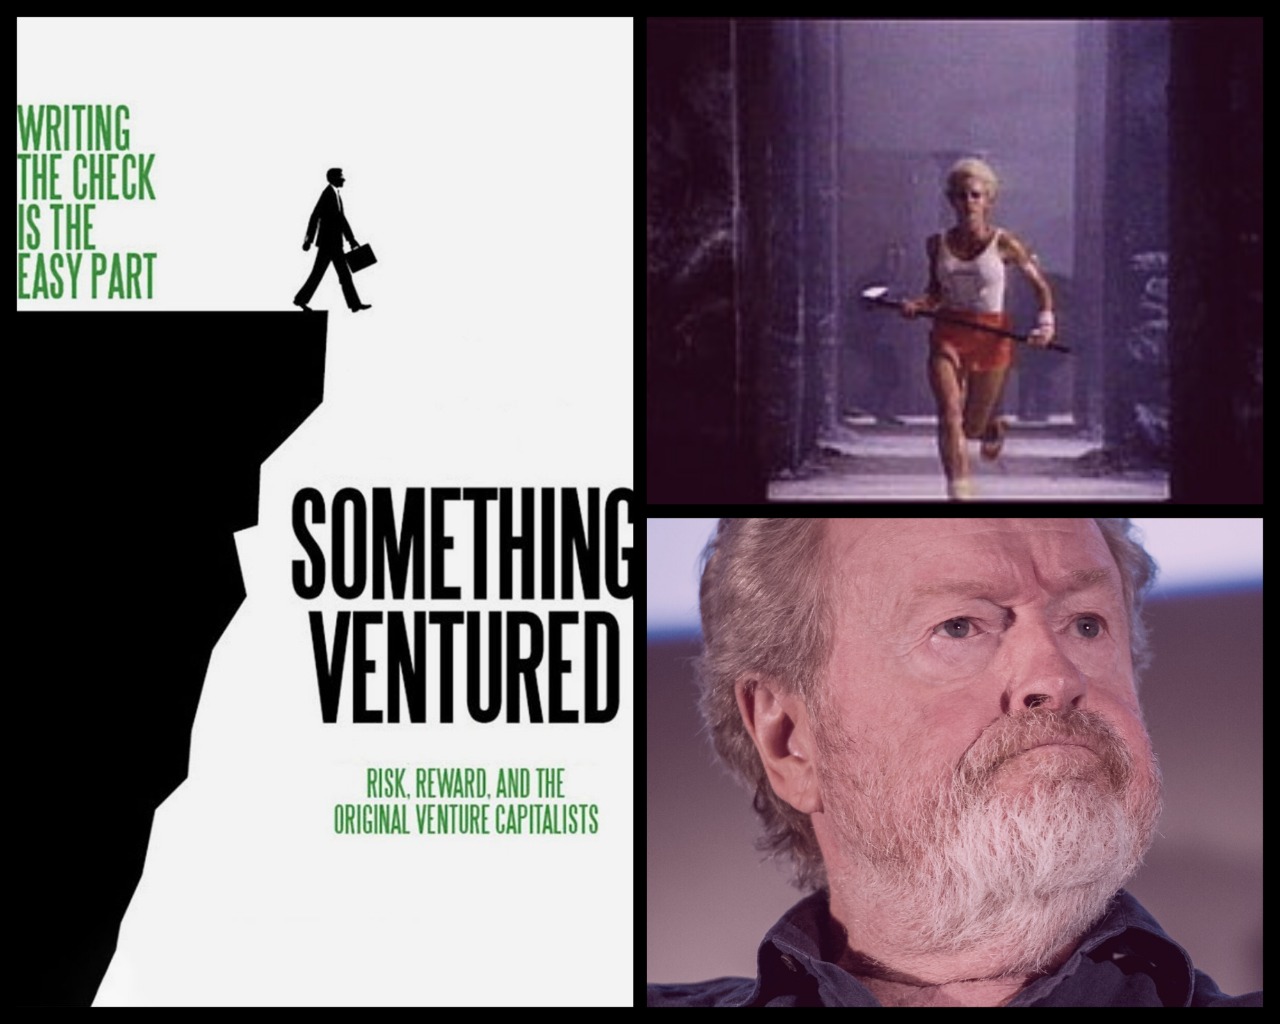 WRITING
THE CHECK
IS THE
EASY PART
SOMETHING
VENTURED
RISK, REWARD, AND THE
ORIGINAL VENTURE CAPITALISTS